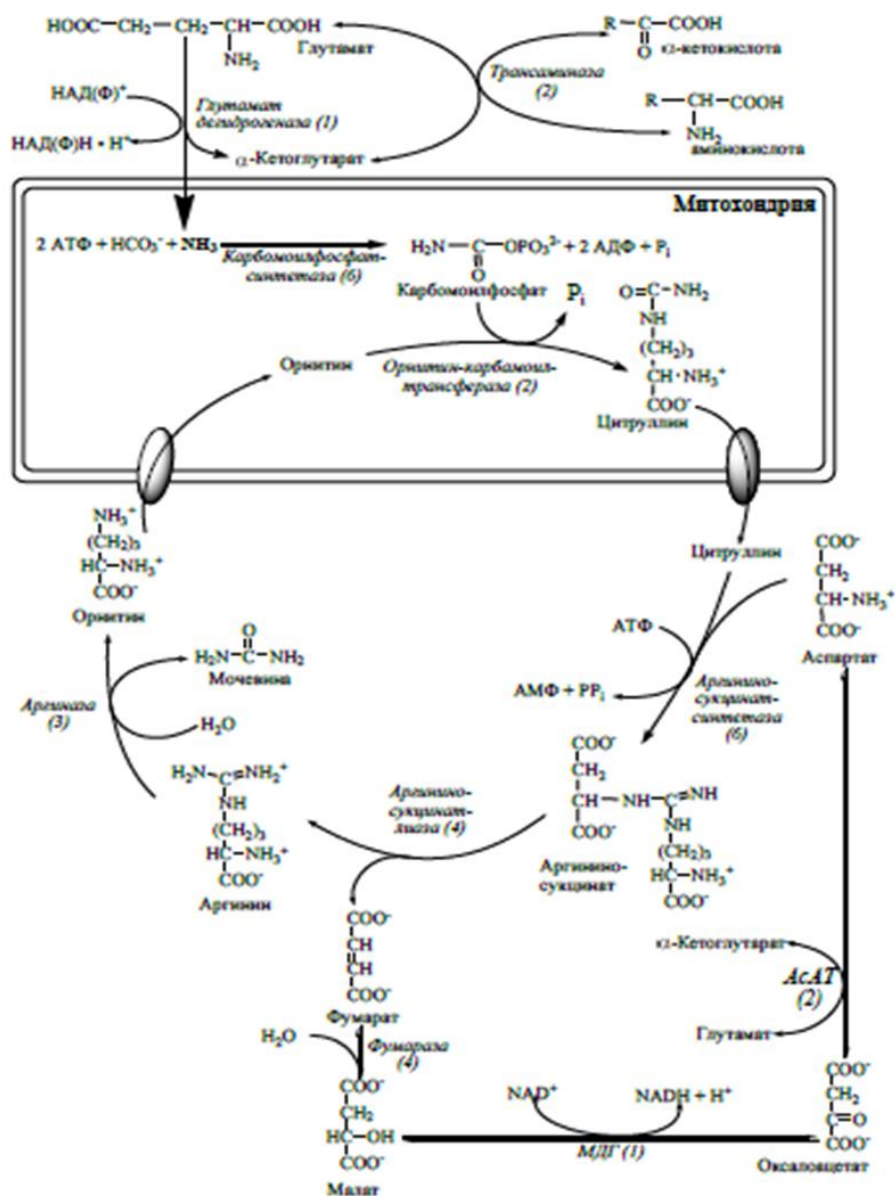 HOOC—CH₂—CH₂—CH—COOH
NH₂
Глутамат
R—C—COOH
O
α-кетокислота
Трансаминаза
(2)
R—CH—COOH
NH₂
аминокислота
НАД(Ф)⁺
НАД(Ф)Н • Н⁺
Глутамат
дегидрогеназа (1)
α-Кетоглутарат
Митохондрия
2 АТФ + HCO₃⁻ + NH₃
Карбомоилфосфат-
синтетаза (6)
H₂N—C—OPO₃²⁻ + 2 АДФ + Pᵢ
O
Карбомоилфосфат
Pᵢ
O=C—NH₂
NH
(CH₂)₃
CH·NH₃⁺
COO⁻
Цитруллин
Орнитин
Орнитин-карбамоил-
трансфераза (2)
NH₃⁺
(CH₂)₃
HC—NH₃⁺
COO⁻
Орнитин
Цитруллин
COO⁻
CH₂
CH-NH₃⁺
COO⁻
Аспартат
АТФ
АМФ + PPᵢ
Аргинино-
сукцинат-
синтетаза
(6)
O
H₂N—C—NH₂
Мочевина
Аргиназа
(3)
H₂O
H₂N—C=NH₂⁺
NH
(CH₂)₃
HC—NH₃⁺
COO⁻
Аргинин
Аргинино-
сукцинат-
лиаза (4)
COO⁻
CH₂
CH—NH—C=NH
COO⁻
NH
(CH₂)₃
HC—NH₃⁺
COO⁻
Аргинино-
сукцинат
COO⁻
CH
CH
COO⁻
Фумарат
H₂O
Фумараза
(4)
COO⁻
CH₂
HC—OH
COO⁻
Малат
NAD⁺
NADH + H⁺
МДГ (1)
α-Кетоглутарат
АсАТ
(2)
Глутамат
COO⁻
CH₂
C=O
COO⁻
Оксалоацетат